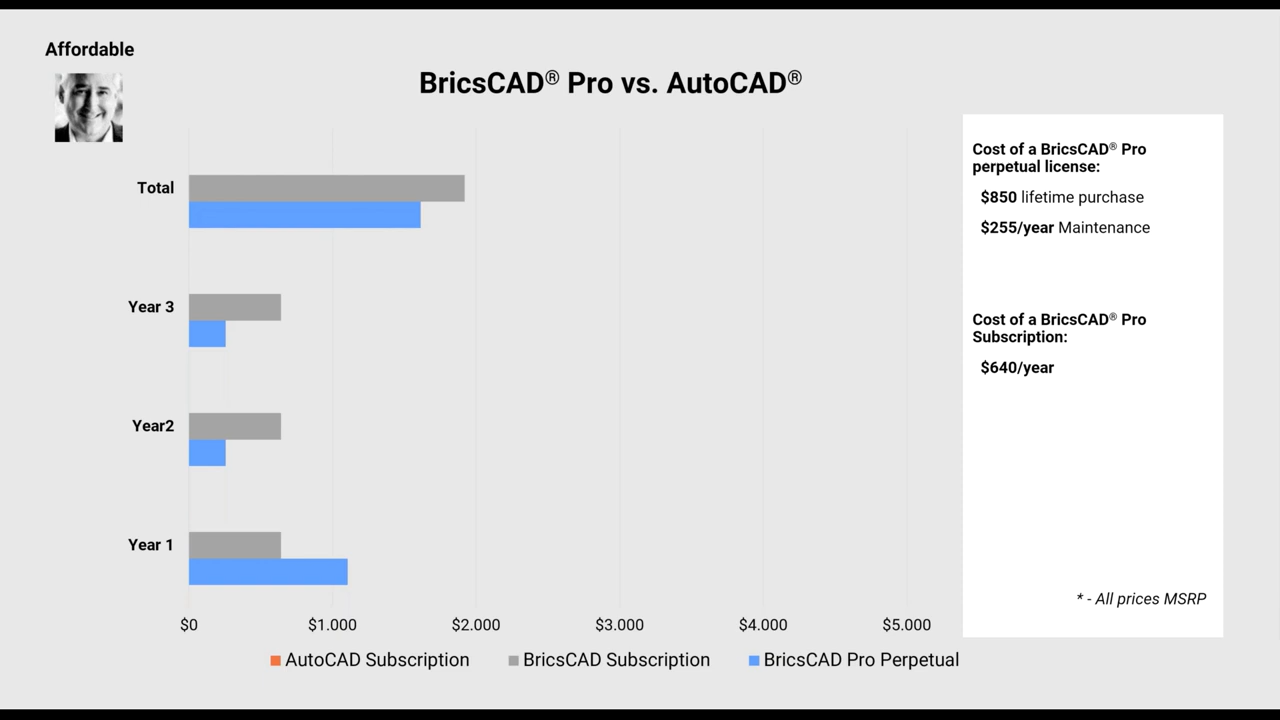 Affordable
BricsCAD® Pro vs. AutoCAD®
Total
Year 3
Year2
Year 1
$0
$1.000
$2.000
$3.000
$4.000
$5.000
AutoCAD Subscription
BricsCAD Subscription
BricsCAD Pro Perpetual
Cost of a BricsCAD® Pro
perpetual license:
$850 lifetime purchase
$255/year Maintenance
Cost of a BricsCAD® Pro
Subscription:
$640/year
* - All prices MSRP